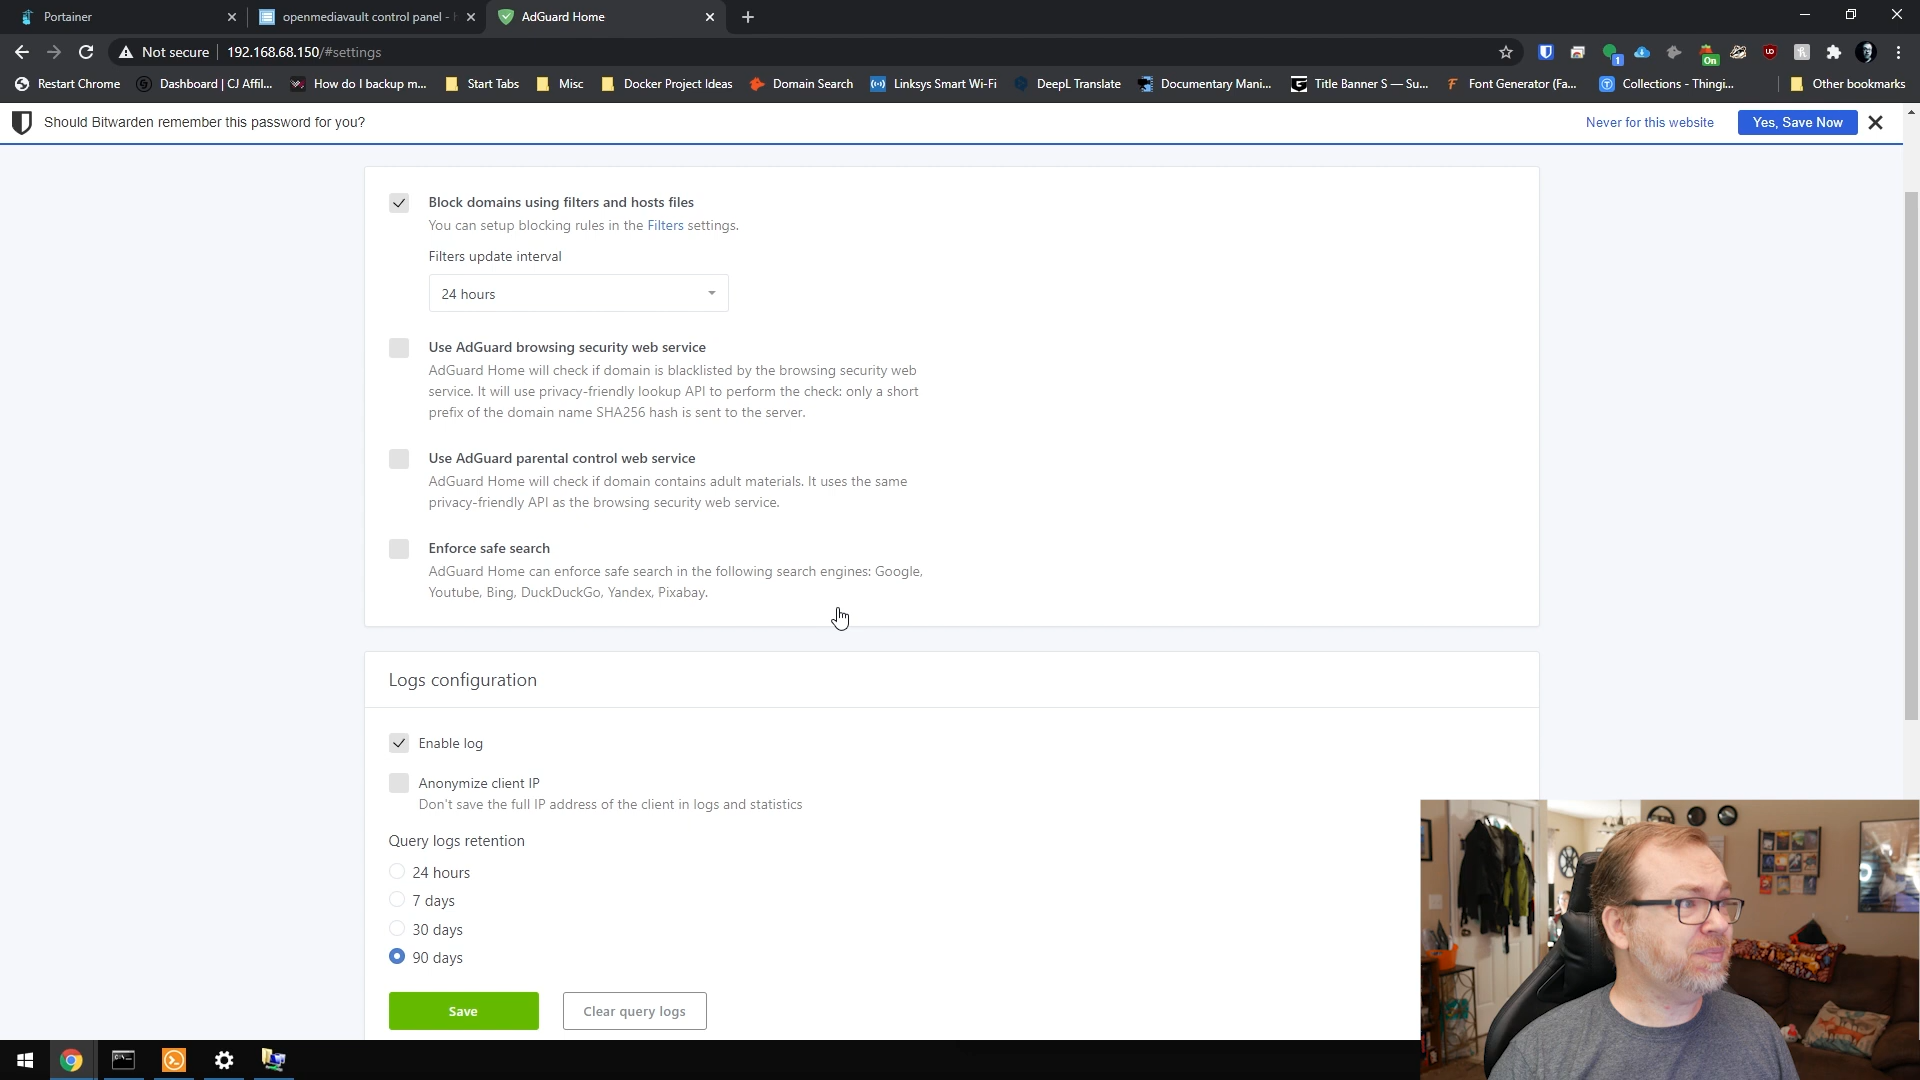 Portainer
openmediavault control panel - h
AdGuard Home
Not secure
192.168.68.150/#settings
1
On
UD
Restart Chrome
Dashboard | CJ Affil...
How do I backup m...
Start Tabs
Misc
Docker Project Ideas
Domain Search
Linksys Smart Wi-Fi
DeepL Translate
Documentary Mani...
Title Banner S — Su...
Font Generator (Fa...
Collections - Thingi...
Other bookmarks
Should Bitwarden remember this password for you?
Never for this website
Yes, Save Now
Block domains using filters and hosts files
You can setup blocking rules in the Filters settings.
Filters update interval
24 hours
Use AdGuard browsing security web service
AdGuard Home will check if domain is blacklisted by the browsing security web
service. It will use privacy-friendly lookup API to perform the check: only a short
prefix of the domain name SHA256 hash is sent to the server.
Use AdGuard parental control web service
AdGuard Home will check if domain contains adult materials. It uses the same
privacy-friendly API as the browsing security web service.
Enforce safe search
AdGuard Home can enforce safe search in the following search engines: Google,
Youtube, Bing, DuckDuckGo, Yandex, Pixabay.
Logs configuration
Enable log
Anonymize client IP
Don't save the full IP address of the client in logs and statistics
Query logs retention
24 hours
7 days
30 days
90 days
Save
Clear query logs